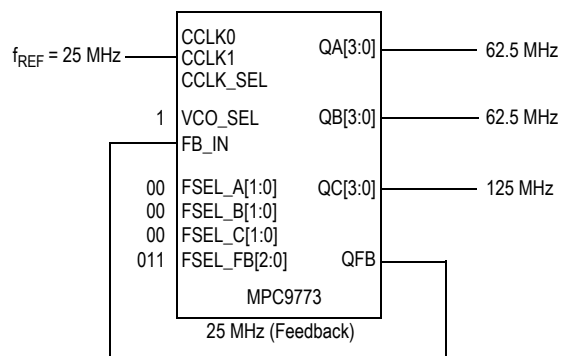 fREF = 25 MHz
CCLK0
CCLK1
CCLK_SEL
1 VCO_SEL
FB_IN
00 FSEL_A[1:0]
00 FSEL_B[1:0]
00 FSEL_C[1:0]
011 FSEL_FB[2:0]
QA[3:0] 62.5 MHz
QB[3:0] 62.5 MHz
QC[3:0] 125 MHz
QFB
MPC9773
25 MHz (Feedback)